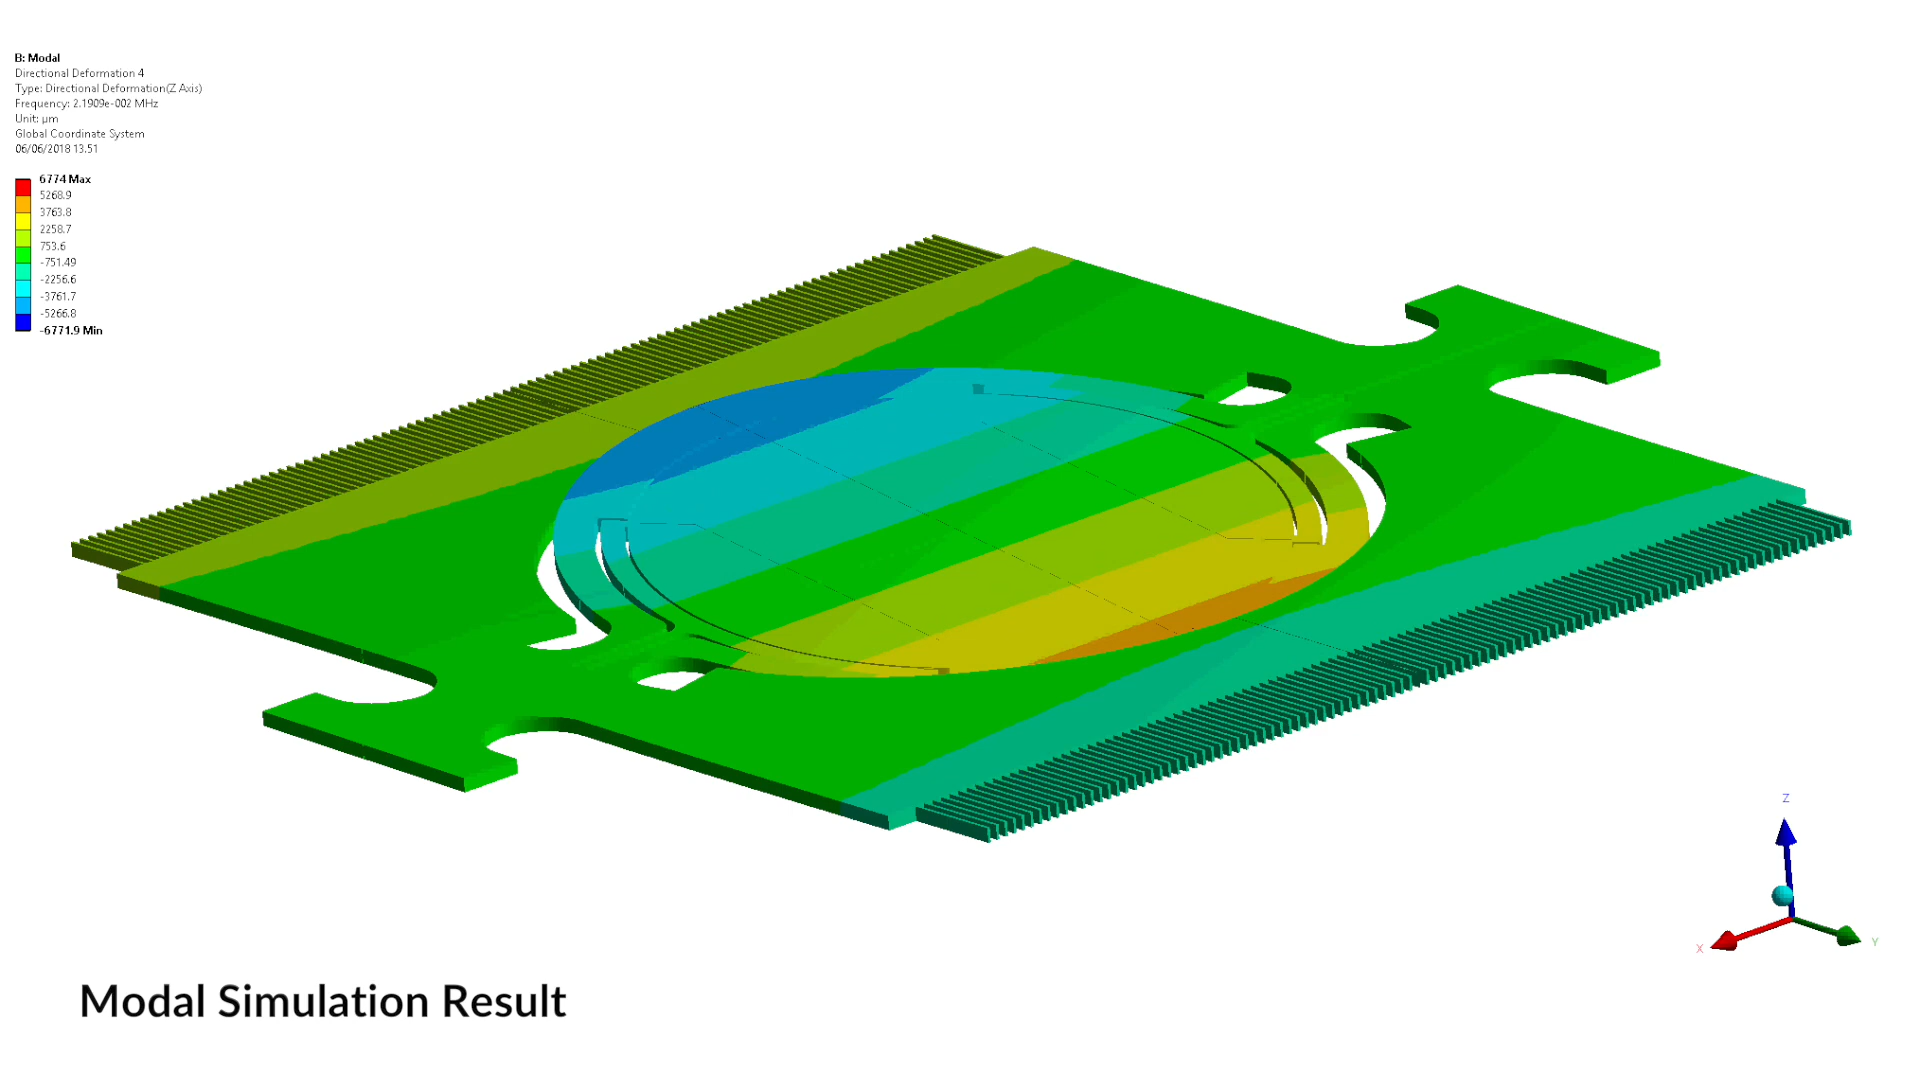 B: Modal
Directional Deformation 4
Type: Directional Deformation(Z Axis)
Frequency: 2.1909e-002 MHz
Unit: µm
Global Coordinate System
06/06/2018 13.51
6774 Max
5268.9
3763.8
2258.7
753.6
-751.49
-2256.6
-3761.7
-5266.8
-6771.9 Min
Z
X
Y
Modal Simulation Result